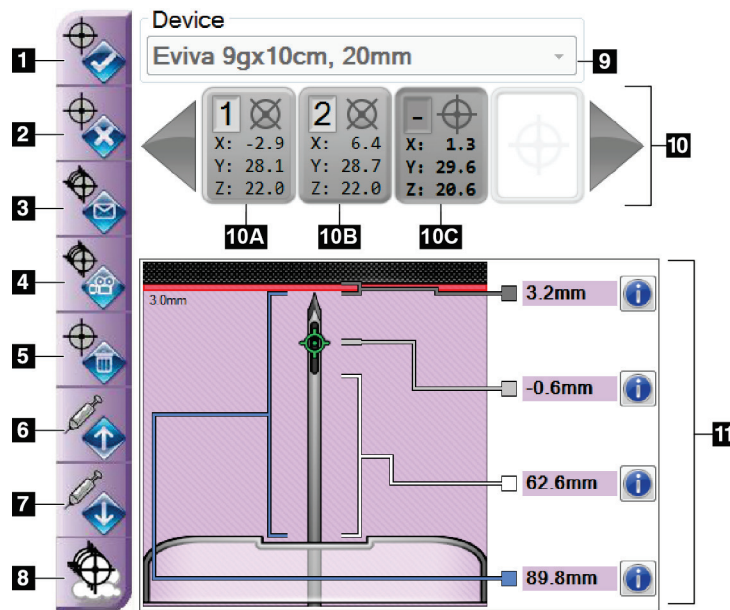 Device
Eviva 9gx10cm, 20mm
1
2
3
4
5
6
7
8
9
1
X: -2.9
Y: 28.1
Z: 22.0
2
X: 6.4
Y: 28.7
Z: 22.0
-
X: 1.3
Y: 29.6
Z: 20.6
10
10A
10B
10C
3.0mm
3.2mm
-0.6mm
62.6mm
89.8mm
11